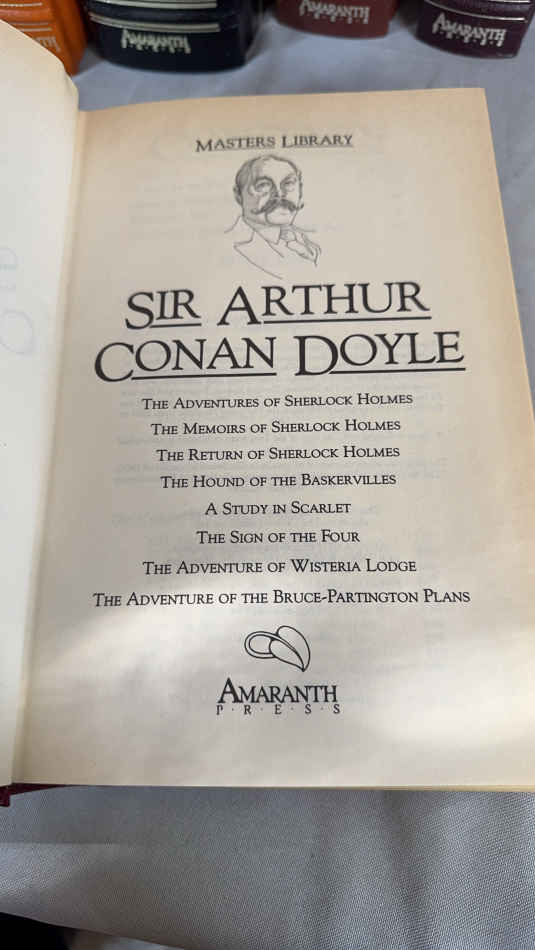 AMARANTH
PRESS
AMARANTH
PRESS
AMARANTH
PRESS
MASTERS LIBRARY
SIR ARTHUR
CONAN DOYLE
THE ADVENTURES OF SHERLOCK HOLMES
THE MEMOIRS OF SHERLOCK HOLMES
THE RETURN OF SHERLOCK HOLMES
THE HOUND OF THE BASKERVILLES
A STUDY IN SCARLET
THE SIGN OF THE FOUR
THE ADVENTURE OF WISTERIA LODGE
THE ADVENTURE OF THE BRUCE-PARTINGTON PLANS
AMARANTH
P·R·E·S·S